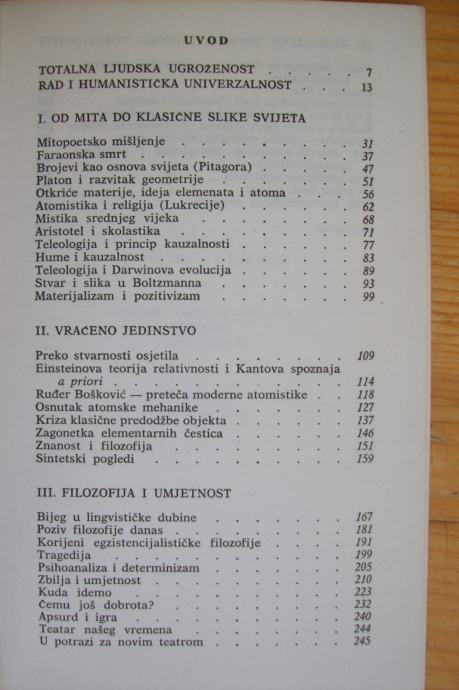 UVOD
TOTALNA LJUDSKA UGROŽENOST . . . . . 7
RAD I HUMANISTIČKA UNIVERZALNOST . . . 13
I. OD MITA DO KLASIČNE SLIKE SVIJETA
Mitopoetsko mišljenje . . . . . . . . 31
Faraonska smrt . . . . . . . . . 37
Brojevi kao osnova svijeta (Pitagora) . . . . 47
Platon i razvitak geometrije . . . . . . 51
Otkriće materije, ideja elemenata i atoma . . . 56
Atomistika i religija (Lukrecije) . . . . . 62
Mistika srednjeg vijeka . . . . . . . 68
Aristotel i skolastika . . . . . . . . 71
Teleologija i princip kauzalnosti . . . . . 77
Hume i kauzalnost . . . . . . . . 83
Teleologija i Darwinova evolucija . . . . . 89
Stvar i slika u Boltzmanna . . . . . . 93
Materijalizam i pozitivizam . . . . . . 99
II. VRAĆENO JEDINSTVO
Preko stvarnosti osjetila . . . . . . . 109
Einsteinova teorija relativnosti i Kantova spoznaja
a priori . . . . . . . . . . 114
Ruđer Bošković — preteča moderne atomistike . . 118
Osnutak atomske mehanike . . . . . . 127
Kriza klasične predodžbe objekta . . . . . 137
Zagonetka elementarnih čestica . . . . . 146
Znanost i filozofija . . . . . . . . 151
Sintetski pogledi . . . . . . . . 159
III. FILOZOFIJA I UMJETNOST
Bijeg u lingvističke dubine . . . . . . 167
Poziv filozofije danas . . . . . . . 181
Korijeni egzistencijalističke filozofije . . . . 191
Tragedija . . . . . . . . . . 199
Psihoanaliza i determinizam . . . . . . 205
Zbilja i umjetnost . . . . . . . . 210
Kuda idemo . . . . . . . . . 223
Čemu još dobrota? . . . . . . . . 232
Apsurd i igra . . . . . . . . . 240
Teatar našeg vremena . . . . . . . 244
U potrazi za novim teatrom . . . . . . 245